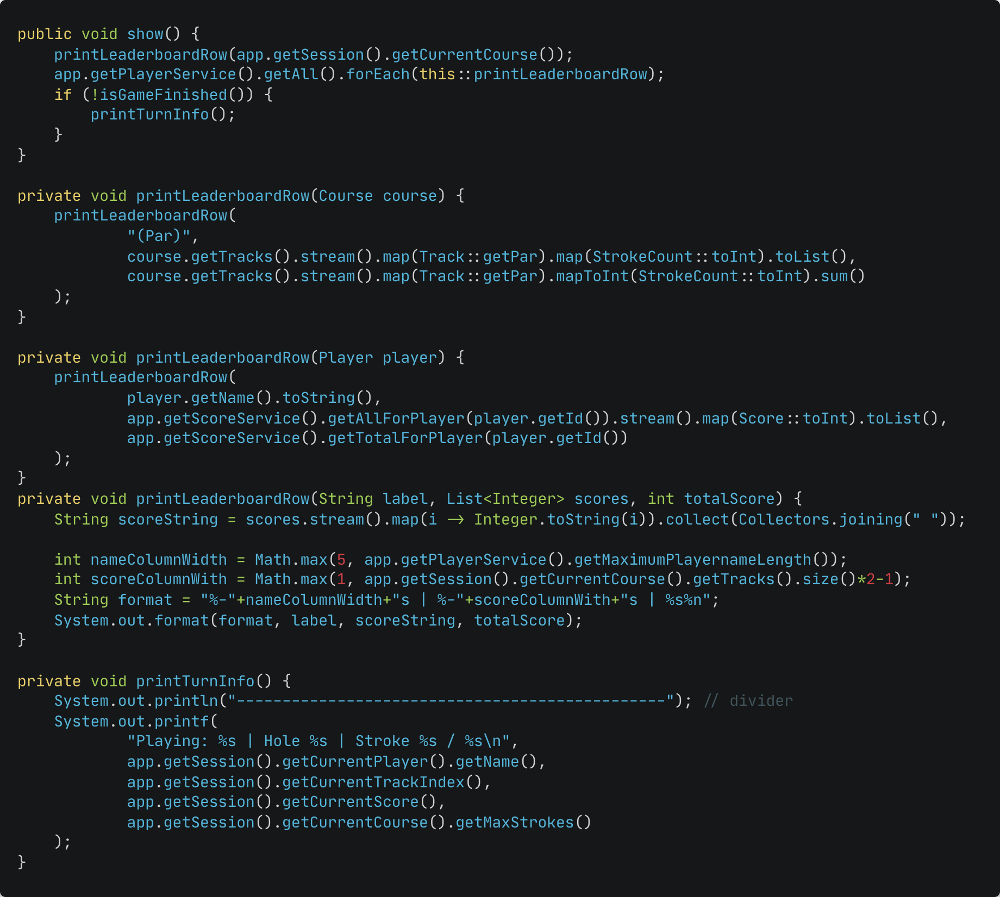 public void show() {
    printLeaderboardRow(app.getSession().getCurrentCourse());
    app.getPlayerService().getAll().forEach(this::printLeaderboardRow);
    if (!isGameFinished()) {
        printTurnInfo();
    }
}

private void printLeaderboardRow(Course course) {
    printLeaderboardRow(
            "(Par)",
            course.getTracks().stream().map(Track::getPar).map(StrokeCount::toInt).toList(),
            course.getTracks().stream().map(Track::getPar).mapToInt(StrokeCount::toInt).sum()
    );
}

private void printLeaderboardRow(Player player) {
    printLeaderboardRow(
            player.getName().toString(),
            app.getScoreService().getAllForPlayer(player.getId()).stream().map(Score::toInt).toList(),
            app.getScoreService().getTotalForPlayer(player.getId())
    );
}
private void printLeaderboardRow(String label, List<Integer> scores, int totalScore) {
    String scoreString = scores.stream().map(i -> Integer.toString(i)).collect(Collectors.joining(" "));

    int nameColumnWidth = Math.max(5, app.getPlayerService().getMaximumPlayernameLength());
    int scoreColumnWith = Math.max(1, app.getSession().getCurrentCourse().getTracks().size()*2-1);
    String format = "%-"+nameColumnWidth+"s | %-"+scoreColumnWith+"s | %s%n";
    System.out.format(format, label, scoreString, totalScore);
}

private void printTurnInfo() {
    System.out.println("-----------------------------------------------"); // divider
    System.out.printf(
            "Playing: %s | Hole %s | Stroke %s / %s\n",
            app.getSession().getCurrentPlayer().getName(),
            app.getSession().getCurrentTrackIndex(),
            app.getSession().getCurrentScore(),
            app.getSession().getCurrentCourse().getMaxStrokes()
    );
}